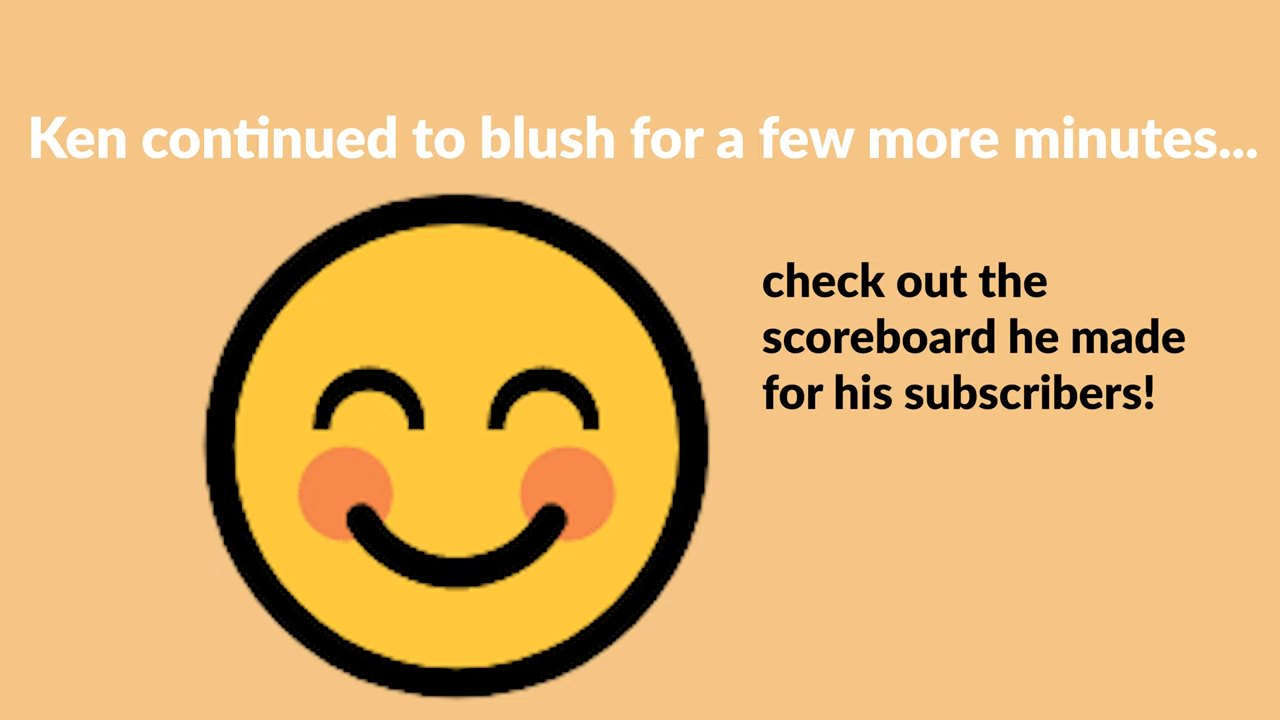 Ken continued to blush for a few more minutes...
check out the
scoreboard he made
for his subscribers!